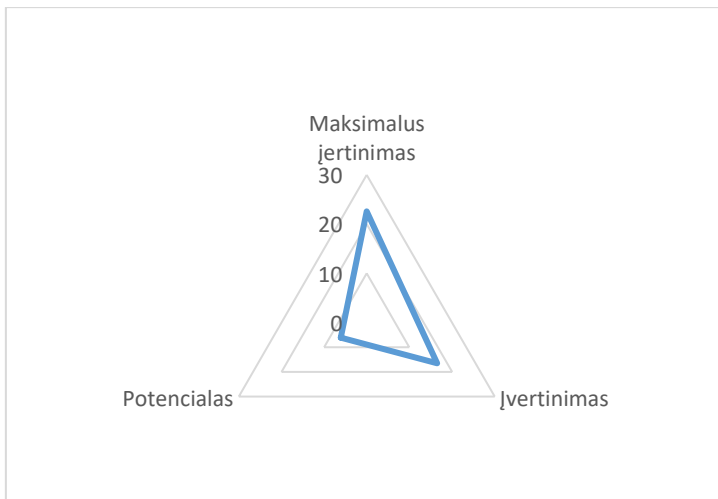 Maksimalus
įertinimas
30
20
10
0
Potencialas
Įvertinimas